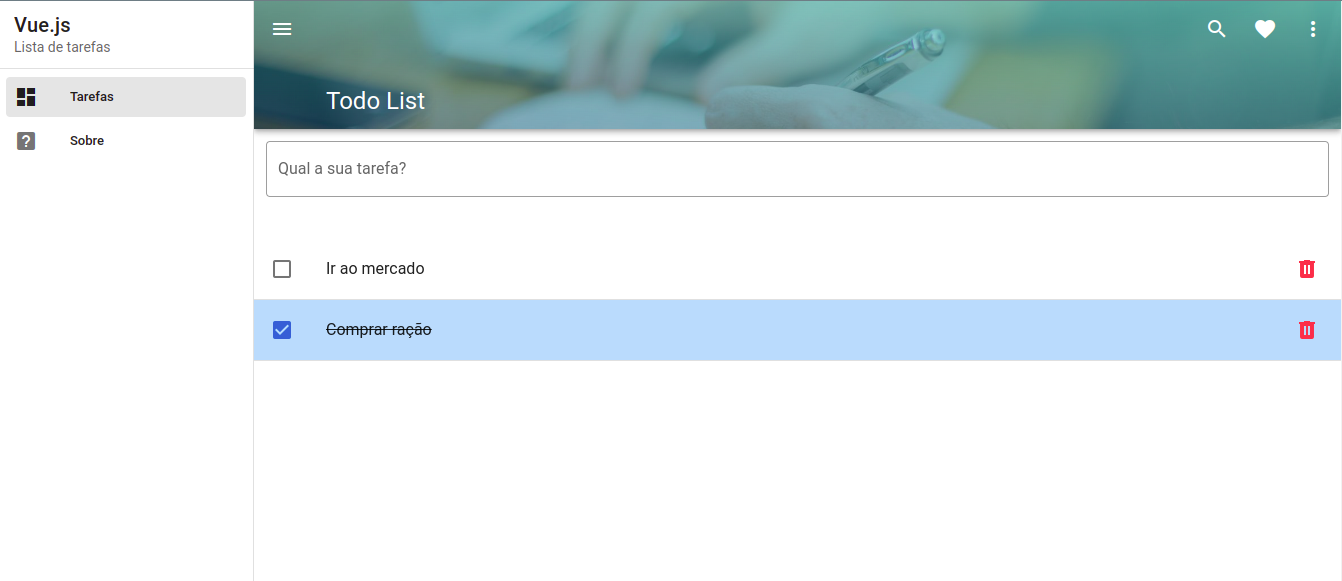 Vue.js
Lista de tarefas
Tarefas
Sobre
Todo List
Qual a sua tarefa?
Ir ao mercado
Comprar ração